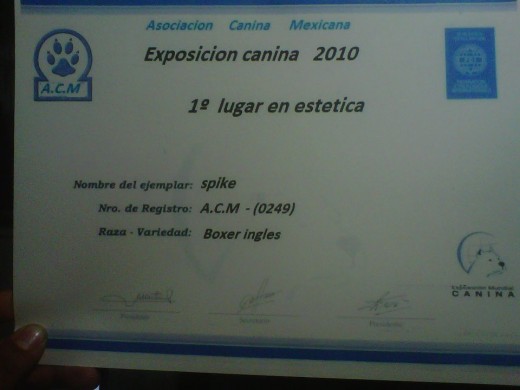 Asociacion Canina Mexicana
Exposicion canina 2010
A.C.M
1º lugar en estetica
Nombre del ejemplar: spike
Nro. de Registro: A.C.M - (0249)
Raza - Variedad: Boxer ingles
CANINA